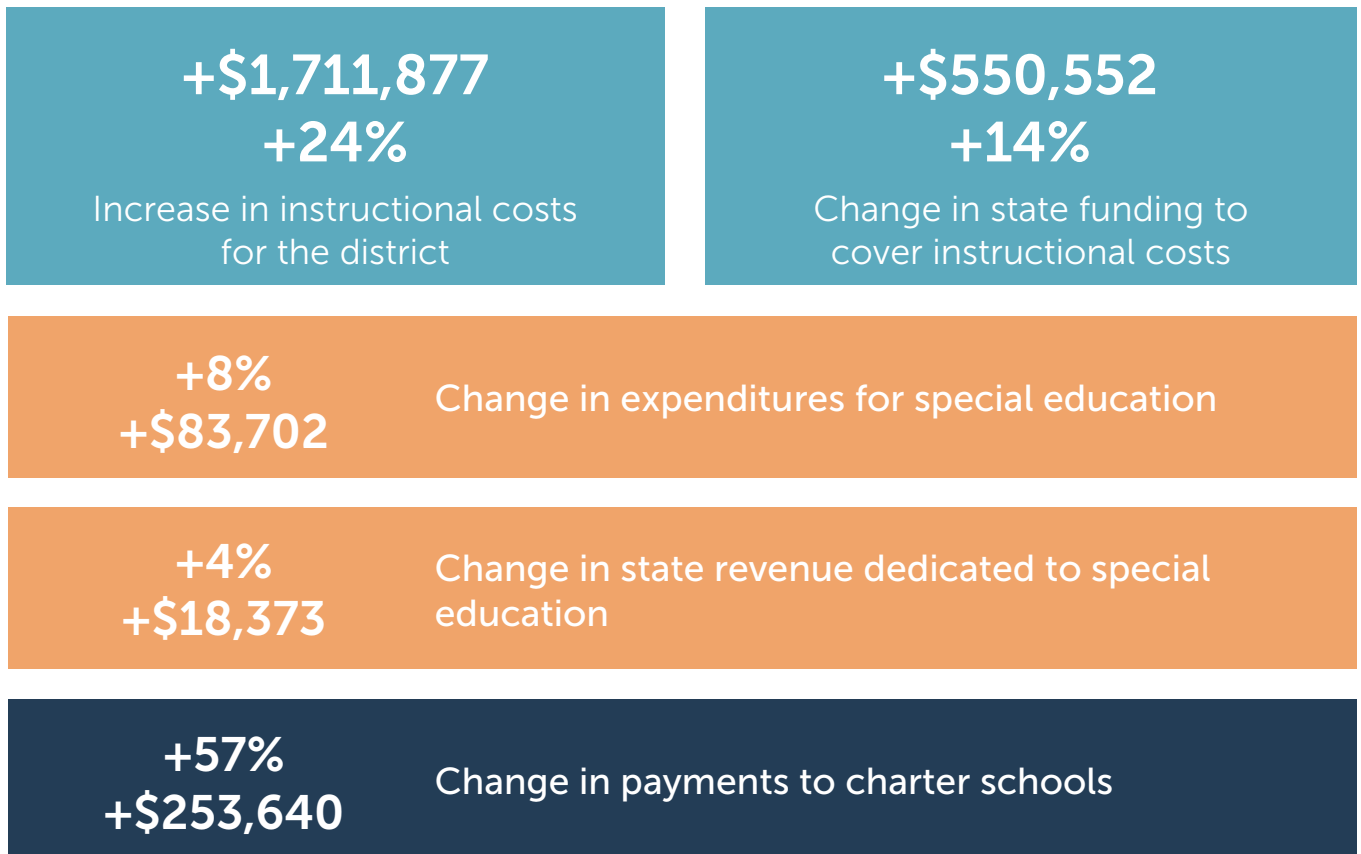 +$1,711,877
+24%
Increase in instructional costs
for the district
+$550,552
+14%
Change in state funding to
cover instructional costs
+8%
+$83,702
Change in expenditures for special education
+4%
+$18,373
Change in state revenue dedicated to special
education
+57%
+$253,640
Change in payments to charter schools